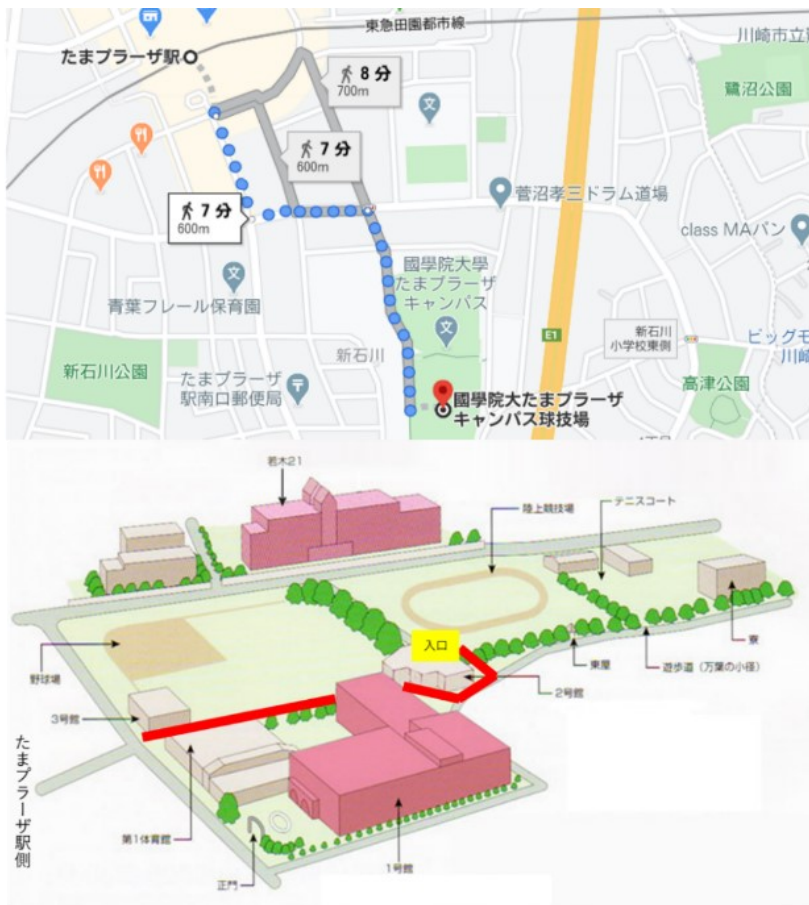 東急田園都市線
川崎市立
たまプラーザ駅
8 分
700m
鷺沼公園
文
7 分
600m
7 分
600m
菅沼孝三ドラム道場
class MAバン
國學院大學
たまプラーザ
キャンパス
文
文
青葉フレール保育園
E1
新石川
小学校東側
ビッグモ
川崎
新石川
新石川公園
たまプラーザ
駅南口郵便局
高津公園
國學院大たまプラーザ
キャンパス球技場
若木21
陸上競技場
テニスコート
入口
野球場
東屋
遊歩道（万葉の小径）
寮
2号館
3号館
たまプラーザ駅側
第1体育館
1号館
正門